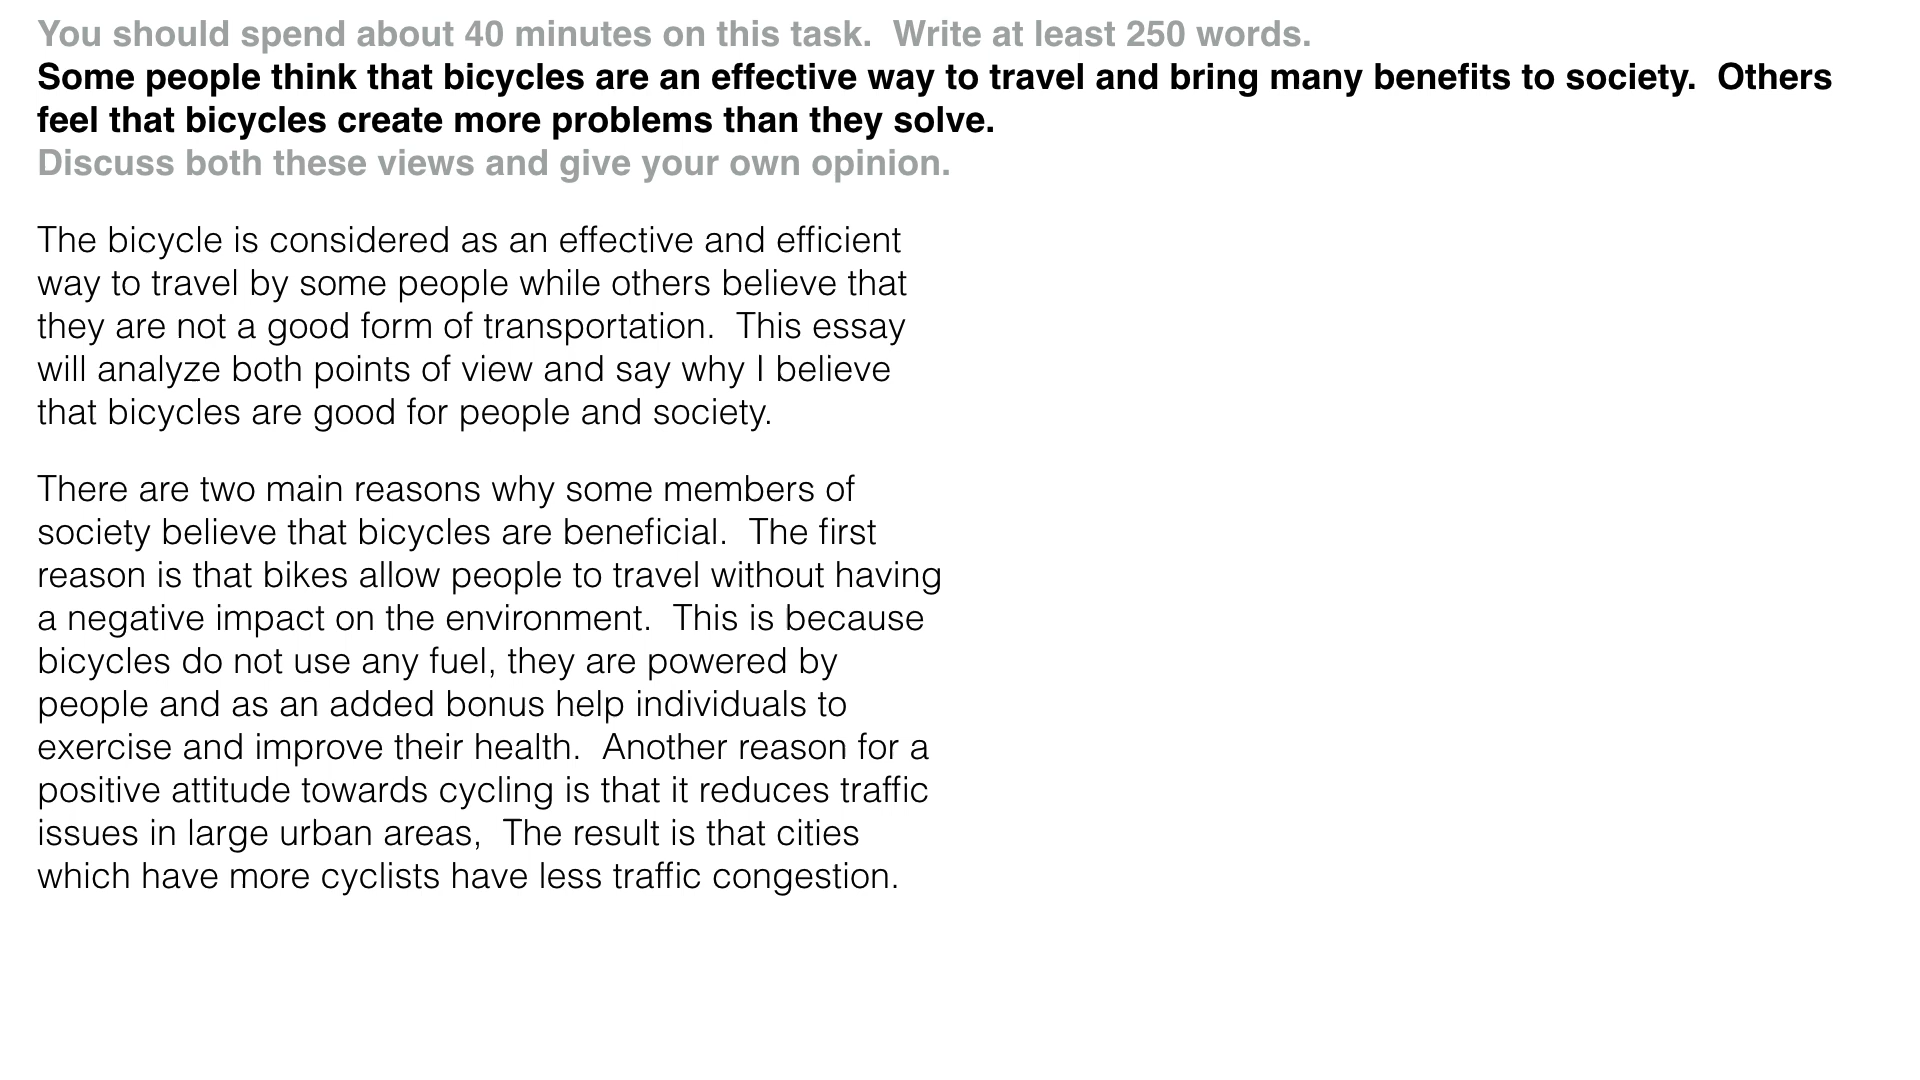 You should spend about 40 minutes on this task.  Write at least 250 words.
Some people think that bicycles are an effective way to travel and bring many benefits to society.  Others
feel that bicycles create more problems than they solve.
Discuss both these views and give your own opinion.
The bicycle is considered as an effective and efficient
way to travel by some people while others believe that
they are not a good form of transportation.  This essay
will analyze both points of view and say why I believe
that bicycles are good for people and society.
There are two main reasons why some members of
society believe that bicycles are beneficial.  The first
reason is that bikes allow people to travel without having
a negative impact on the environment.  This is because
bicycles do not use any fuel, they are powered by
people and as an added bonus help individuals to
exercise and improve their health.  Another reason for a
positive attitude towards cycling is that it reduces traffic
issues in large urban areas,  The result is that cities
which have more cyclists have less traffic congestion.